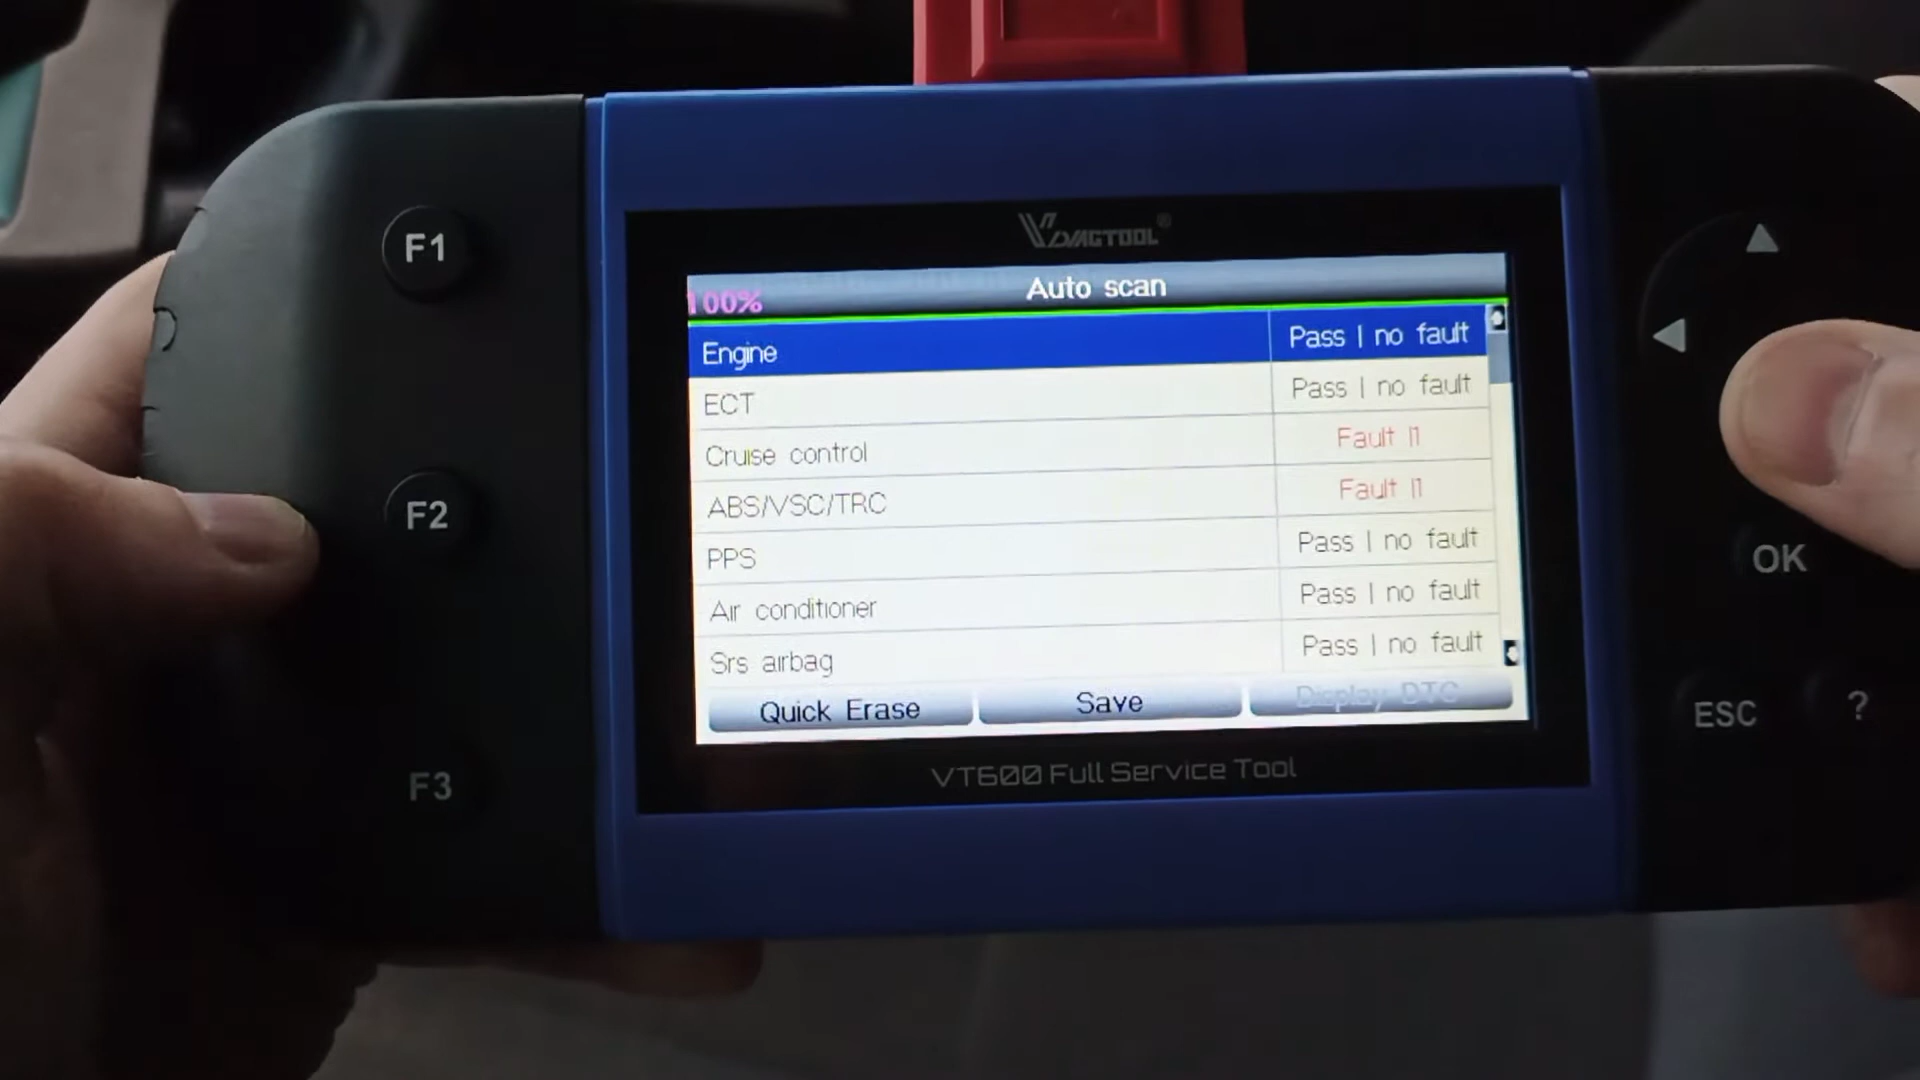 F1
F2
F3
VDIAGTOOL®
100%
Auto scan
Engine Pass | no fault
ECT Pass | no fault
Cruise control Fault |1
ABS/VSC/TRC Fault |1
PPS Pass | no fault
Air conditioner Pass | no fault
Srs airbag Pass | no fault
Quick Erase Save Display DTC
VT600 Full Service Tool
OK
ESC ?